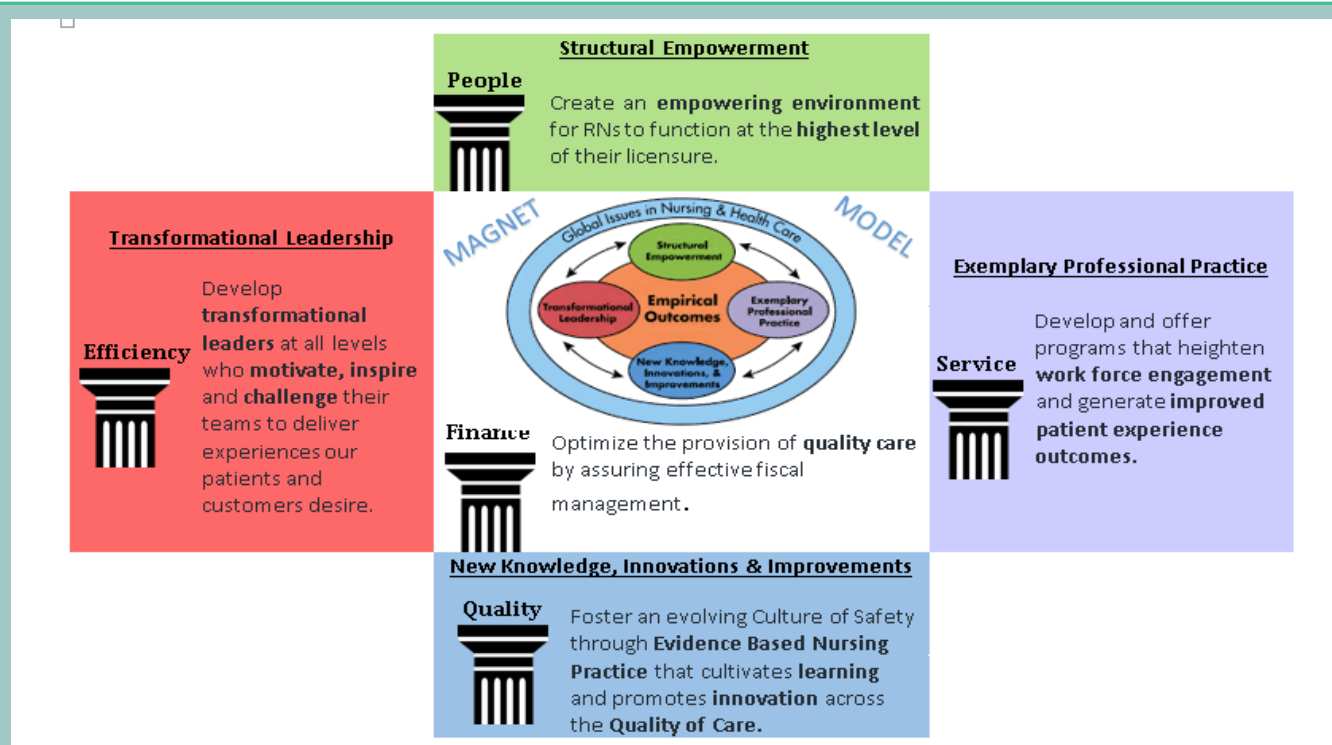 Structural Empowerment
People
Create an empowering environment
for RNs to function at the highest level
of their licensure.
Transformational Leadership
Efficiency
Develop
transformational
leaders at all levels
who motivate, inspire
and challenge their
teams to deliver
experiences our
patients and
customers desire.
MAGNET
MODEL
Global Issues in Nursing & Health Care
Structural
Empowerment
Transformational
Leadership
Empirical
Outcomes
Exemplary
Professional
Practice
New Knowledge,
Innovations, &
Improvements
Finance
Optimize the provision of quality care
by assuring effective fiscal
management.
Exemplary Professional Practice
Service
Develop and offer
programs that heighten
work force engagement
and generate improved
patient experience
outcomes.
New Knowledge, Innovations & Improvements
Quality
Foster an evolving Culture of Safety
through Evidence Based Nursing
Practice that cultivates learning
and promotes innovation across
the Quality of Care.